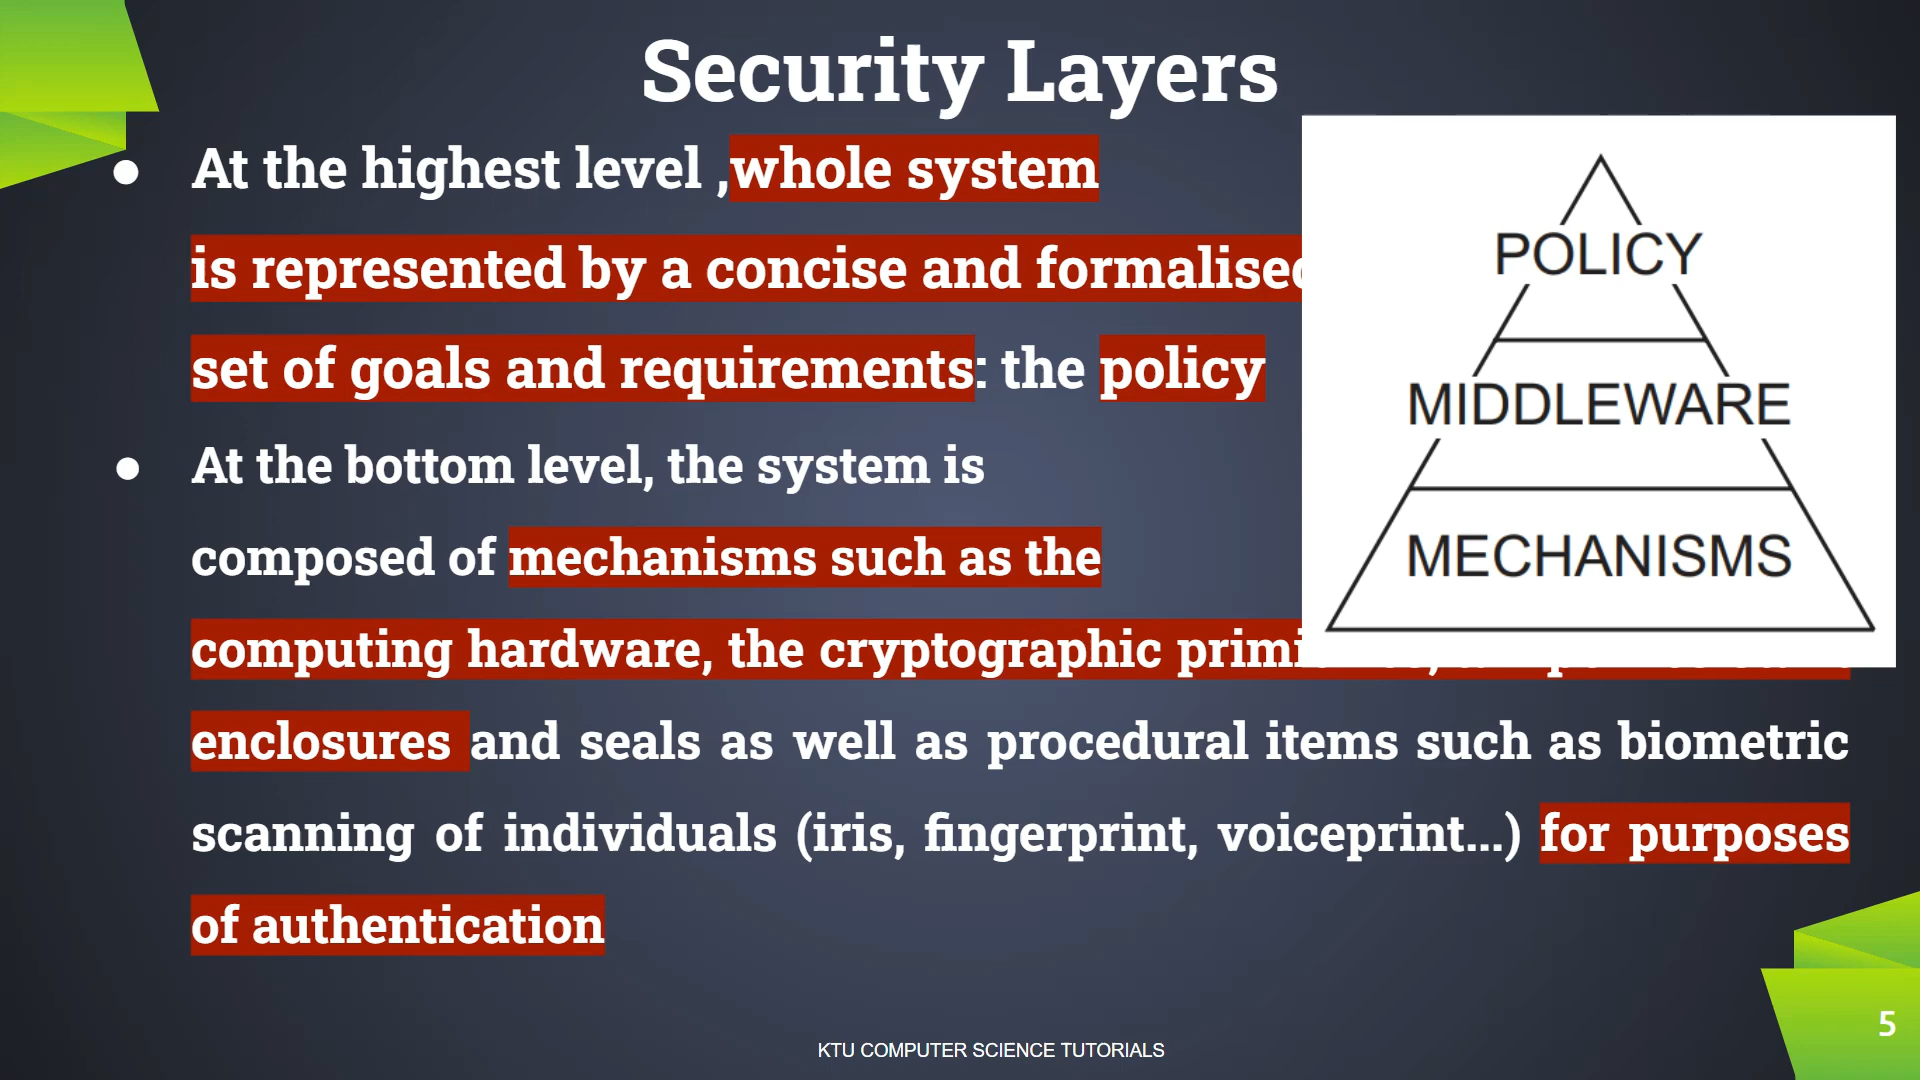 Security Layers
● At the highest level ,whole system
is represented by a concise and formalised
set of goals and requirements: the policy
● At the bottom level, the system is
composed of mechanisms such as the
computing hardware, the cryptographic
enclosures and seals as well as procedural items such as biometric
scanning of individuals (iris, fingerprint, voiceprint...) for purposes
of authentication
POLICY
MIDDLEWARE
MECHANISMS
KTU COMPUTER SCIENCE TUTORIALS
5